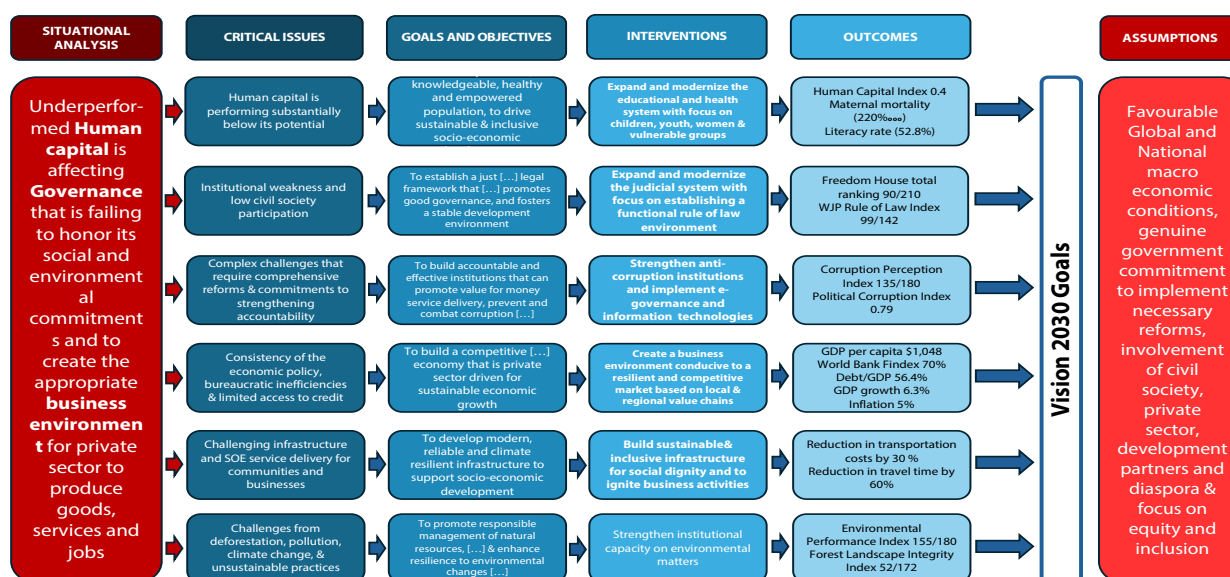 SITUATIONAL
ANALYSIS
CRITICAL ISSUES
GOALS AND OBJECTIVES
INTERVENTIONS
OUTCOMES
ASSUMPTIONS
Underperfor-
med Human
capital is
affecting
Governance
that is failing
to honor its
social and
environment
al
commitment
s and to
create the
appropriate
business
environmen
t for private
sector to
produce
goods,
services and
jobs
Human capital is
performing substantially
below its potential
knowledgeable, healthy
and empowered
population, to drive
sustainable & inclusive
socio-economic
Expand and modernize the
educational and health
system with focus on
children, youth, women &
vulnerable groups
Human Capital Index 0.4
Maternal mortality
(220‱)
Literacy rate (52.8%)
Institutional weakness and
low civil society
participation
To establish a just […] legal
framework that […] promotes
good governance, and fosters
a stable development
environment
Expand and modernize
the judicial system with
focus on establishing a
functional rule of law
environment
Freedom House total
ranking 90/210
WJP Rule of Law Index
99/142
Complex challenges that
require comprehensive
reforms & commitments to
strengthening
accountability
To build accountable and
effective institutions that can
promote value for money
service delivery, prevent and
combat corruption […]
Strengthen anti-
corruption institutions
and implement e-
governance and
information technologies
Corruption Perception
Index 135/180
Political Corruption Index
0.79
Consistency of the
economic policy,
bureaucratic inefficiencies
& limited access to credit
To build a competitive […]
economy that is private
sector driven for
sustainable economic
growth
Create a business
environment conducive to a
resilient and competitive
market based on local &
regional value chains
GDP per capita $1,048
World Bank Findex 70%
Debt/GDP 56.4%
GDP growth 6.3%
Inflation 5%
Challenging infrastructure
and SOE service delivery for
communities and
businesses
To develop modern,
reliable and climate
resilient infrastructure to
support socio-economic
development
Build sustainable&
inclusive infrastructure
for social dignity and to
ignite business activities
Reduction in transportation
costs by 30 %
Reduction in travel time by
60%
Challenges from
deforestation, pollution,
climate change, &
unsustainable practices
To promote responsible
management of natural
resources, […] & enhance
resilience to environmental
changes […]
Strengthen institutional
capacity on environmental
matters
Environmental
Performance Index 155/180
Forest Landscape Integrity
Index 52/172
Vision 2030 Goals
Favourable
Global and
National
macro
economic
conditions,
genuine
government
commitment
to implement
necessary
reforms,
involvement
of civil
society,
private
sector,
development
partners and
diaspora &
focus on
equity and
inclusion